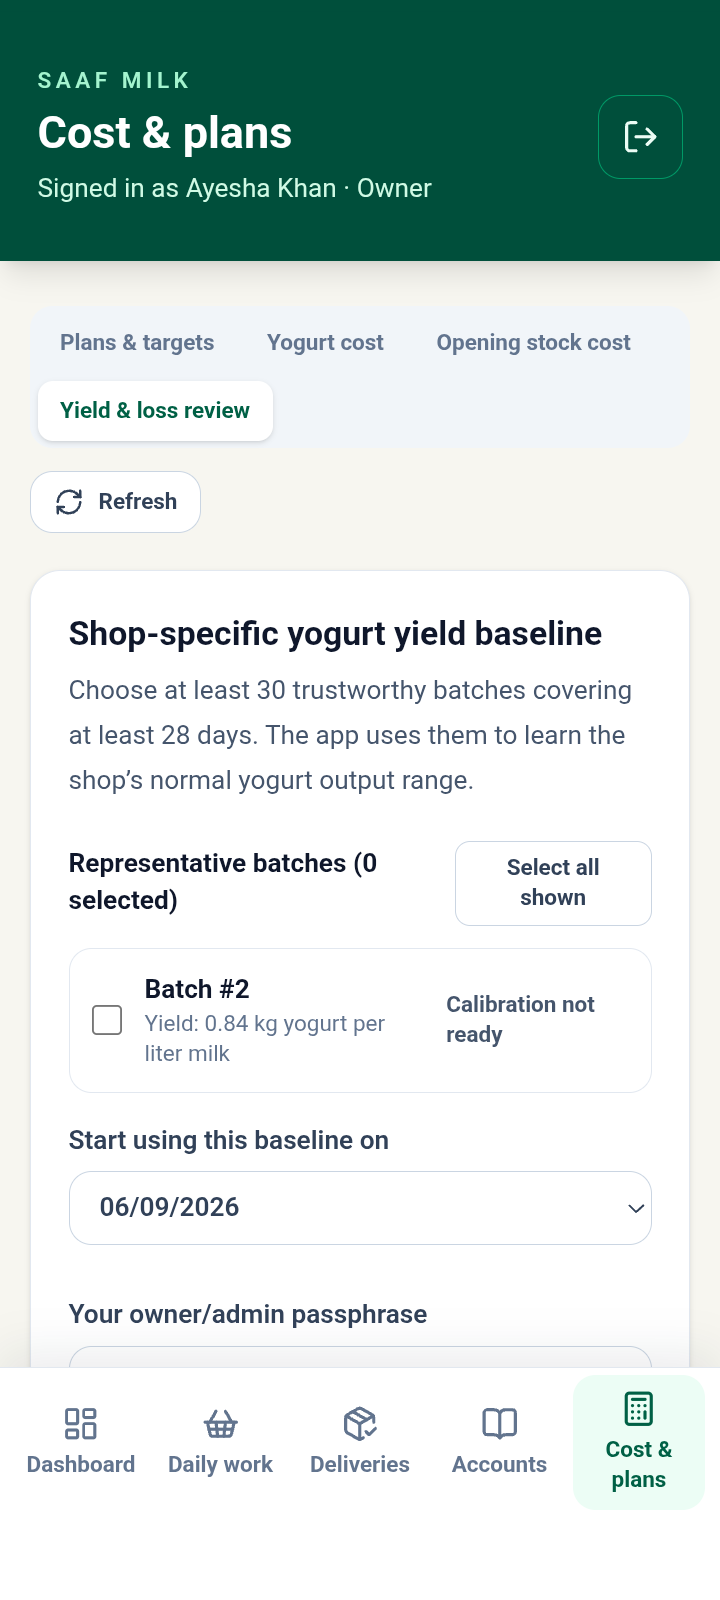 SAAF MILK
Cost & plans
Signed in as Ayesha Khan · Owner
Plans & targets
Yogurt cost
Opening stock cost
Yield & loss review
Refresh
Shop-specific yogurt yield baseline
Choose at least 30 trustworthy batches covering
at least 28 days. The app uses them to learn the
shop’s normal yogurt output range.
Representative batches (0
selected)
Select all
shown
Batch #2
Yield: 0.84 kg yogurt per
liter milk
Calibration not
ready
Start using this baseline on
06/09/2026
Your owner/admin passphrase
Dashboard
Daily work
Deliveries
Accounts
Cost &
plans